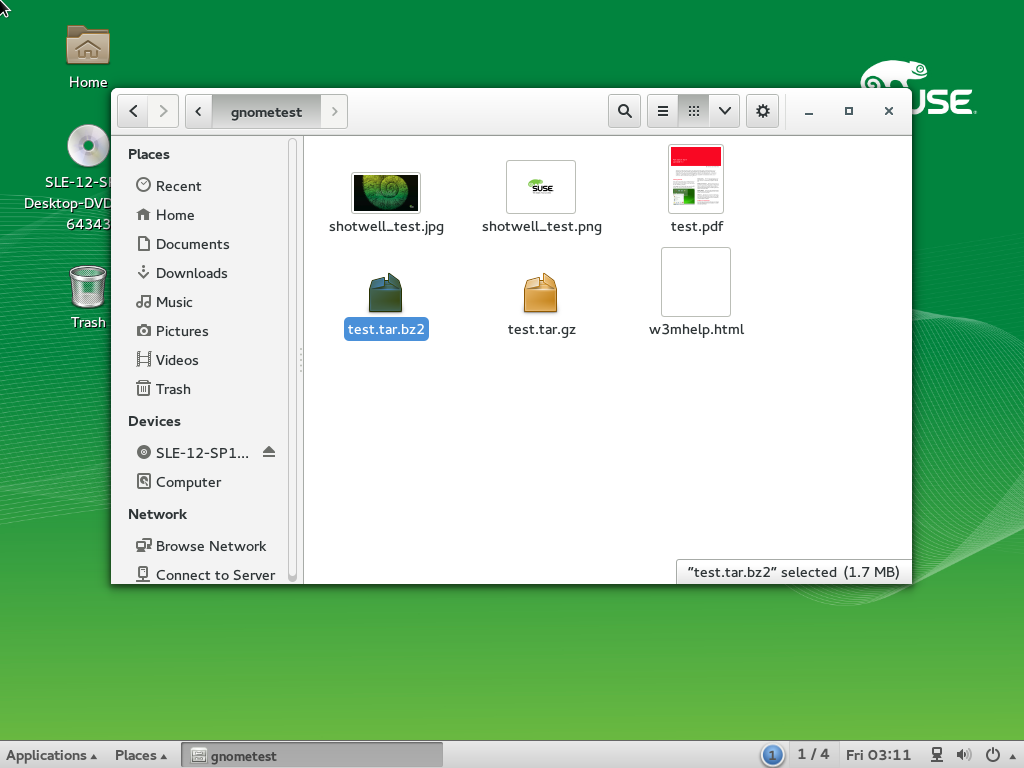 Home
SLE-12-SP
Desktop-DVD
64343
Trash
USE
gnometest
Places
Recent
Home
Documents
Downloads
Music
Pictures
Videos
Trash
Devices
SLE-12-SP1...
Computer
Network
Browse Network
Connect to Server
shotwell_test.jpg
SUSE
shotwell_test.png
test.pdf
test.tar.bz2
test.tar.gz
w3mhelp.html
"test.tar.bz2" selected (1.7 MB)
Applications
Places
gnometest
1
1 / 4
Fri 03:11